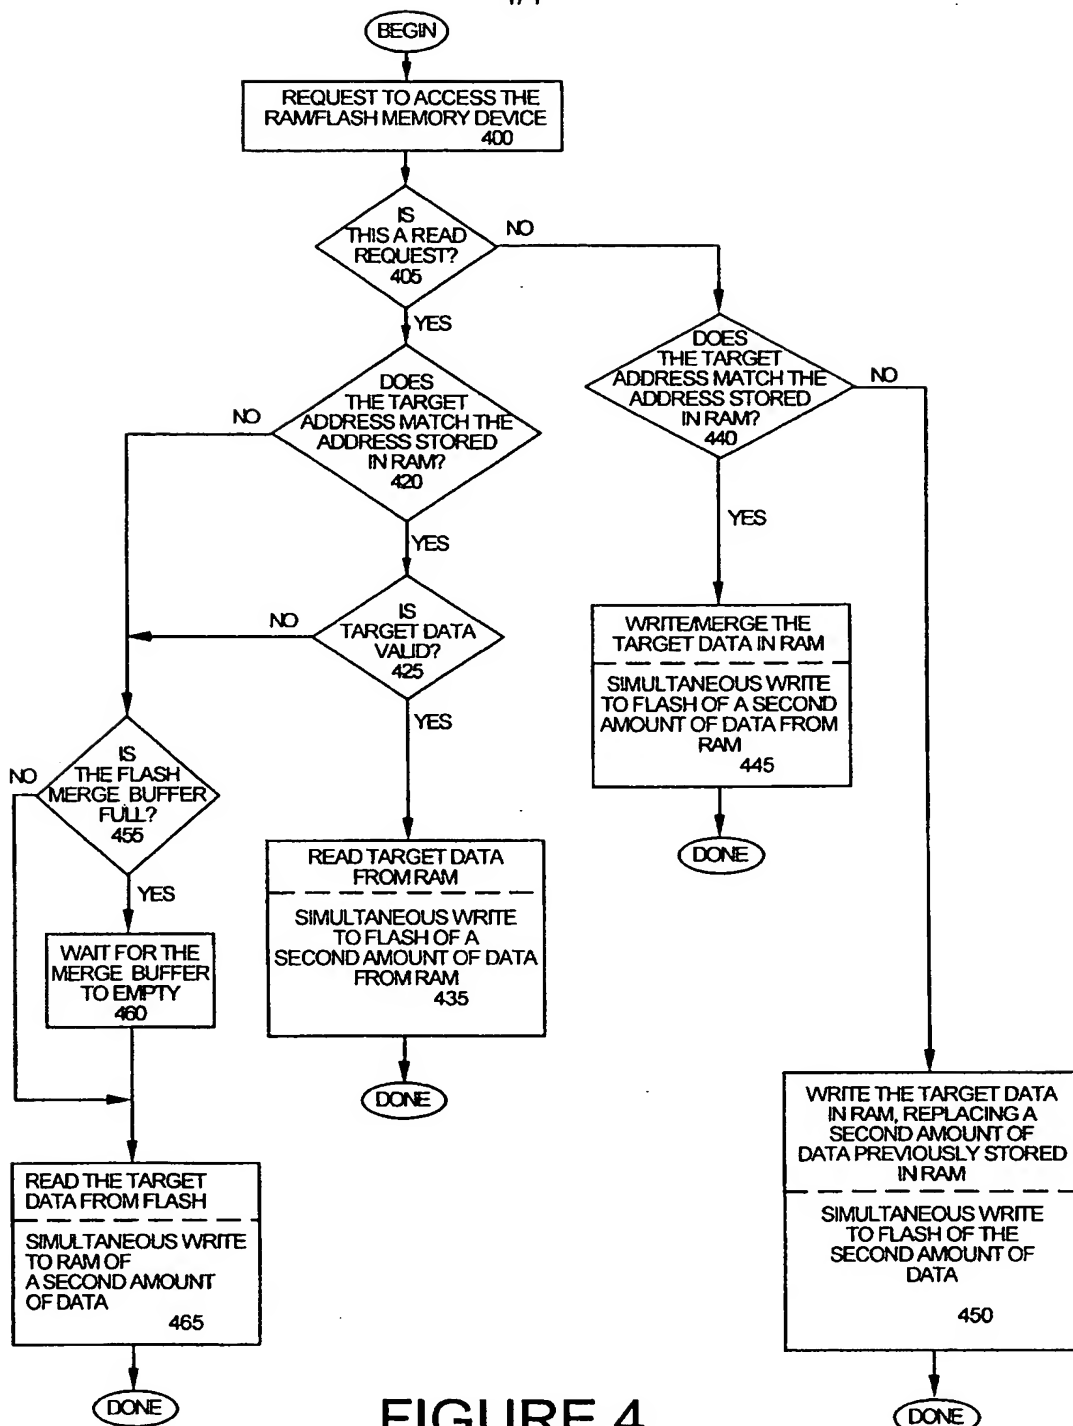 BEGIN
REQUEST TO ACCESS THE
RAM/FLASH MEMORY DEVICE
400
IS
THIS A READ
REQUEST?
405
NO
YES
DOES
THE TARGET
ADDRESS MATCH THE
ADDRESS STORED
IN RAM?
420
NO
YES
DOES
THE TARGET
ADDRESS MATCH THE
ADDRESS STORED
IN RAM?
440
NO
YES
IS
TARGET DATA
VALID?
425
NO
YES
WRITE/MERGE THE
TARGET DATA IN RAM
SIMULTANEOUS WRITE
TO FLASH OF A SECOND
AMOUNT OF DATA FROM
RAM
445
DONE
IS
THE FLASH
MERGE BUFFER
FULL?
455
NO
YES
WAIT FOR THE
MERGE BUFFER
TO EMPTY
460
READ TARGET DATA
FROM RAM
SIMULTANEOUS WRITE
TO FLASH OF A
SECOND AMOUNT OF DATA
FROM RAM
435
DONE
READ THE TARGET
DATA FROM FLASH
SIMULTANEOUS WRITE
TO RAM OF
A SECOND AMOUNT
OF DATA
465
DONE
WRITE THE TARGET DATA
IN RAM, REPLACING A
SECOND AMOUNT OF
DATA PREVIOUSLY STORED
IN RAM
SIMULTANEOUS WRITE
TO FLASH OF THE
SECOND AMOUNT OF
DATA
450
DONE
FIGURE 4